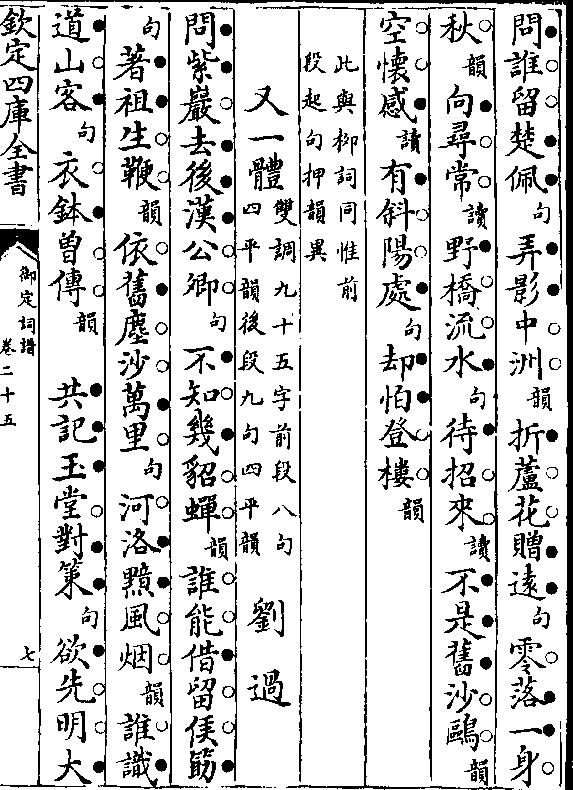 問誰留楚佩句弄影中洲韻折蘆花贈遠句零落一身
秋韻向尋常讀野橋流水句待招來讀不是舊沙鷗韻
空懷感讀有斜陽處句却怕登樓韻
此與柳詞同惟前
段起句押韻異
又一體雙調九十五字前段八句
四平韻後段九句四平韻劉過
問紫巖去後漢公卿句不知幾貂蟬韻誰能借留侯筯
句著祖生鞭韻依舊塵沙萬里句河洛黯風烟韻誰識
道山客句衣鉢曾傳韻共記玉堂對策句欲先明大
欽定四庫全書
御定詞譜
卷二十五
七